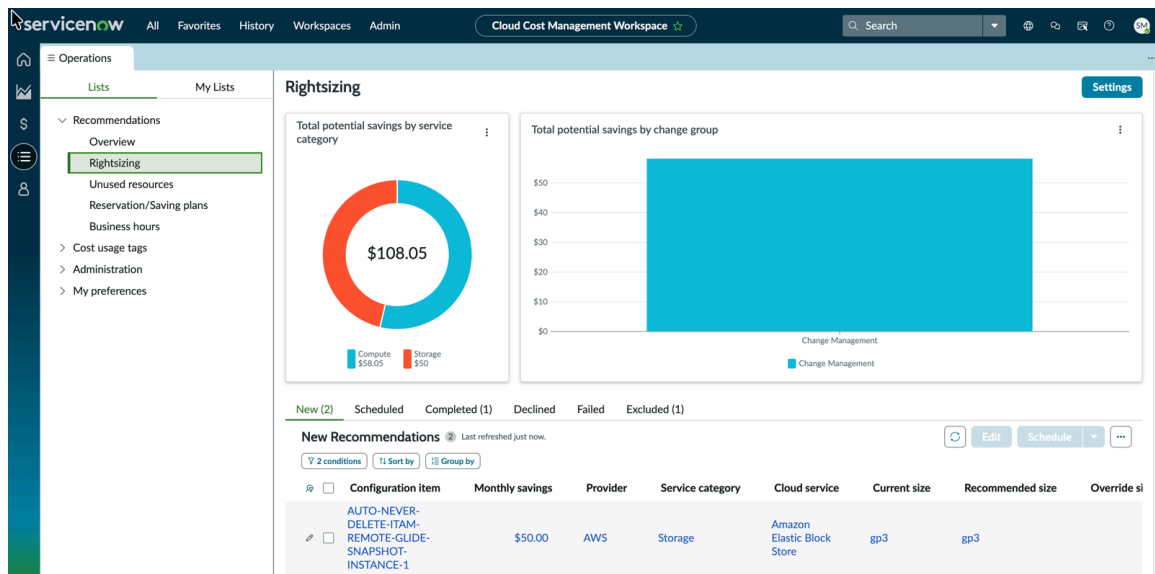 servicenow All Favorites History Workspaces Admin Cloud Cost Management Workspace Search SM
Operations
Lists My Lists
Recommendations
Overview
Rightsizing
Unused resources
Reservation/Saving plans
Business hours
Cost usage tags
Administration
My preferences
Rightsizing Settings
Total potential savings by service
category
$108.05
Compute
$58.05
Storage
$50
Total potential savings by change group
$50
$40
$30
$20
$10
$0
Change Management
Change Management
New (2) Scheduled Completed (1) Declined Failed Excluded (1)
New Recommendations 2 Last refreshed just now. Edit Schedule
2 conditions Sort by Group by
Configuration item Monthly savings Provider Service category Cloud service Current size Recommended size Override si
AUTO-NEVER-
DELETE-ITAM-
REMOTE-GLIDE-
SNAPSHOT-
INSTANCE-1
$50.00 AWS Storage
Amazon
Elastic Block
Store
gp3 gp3